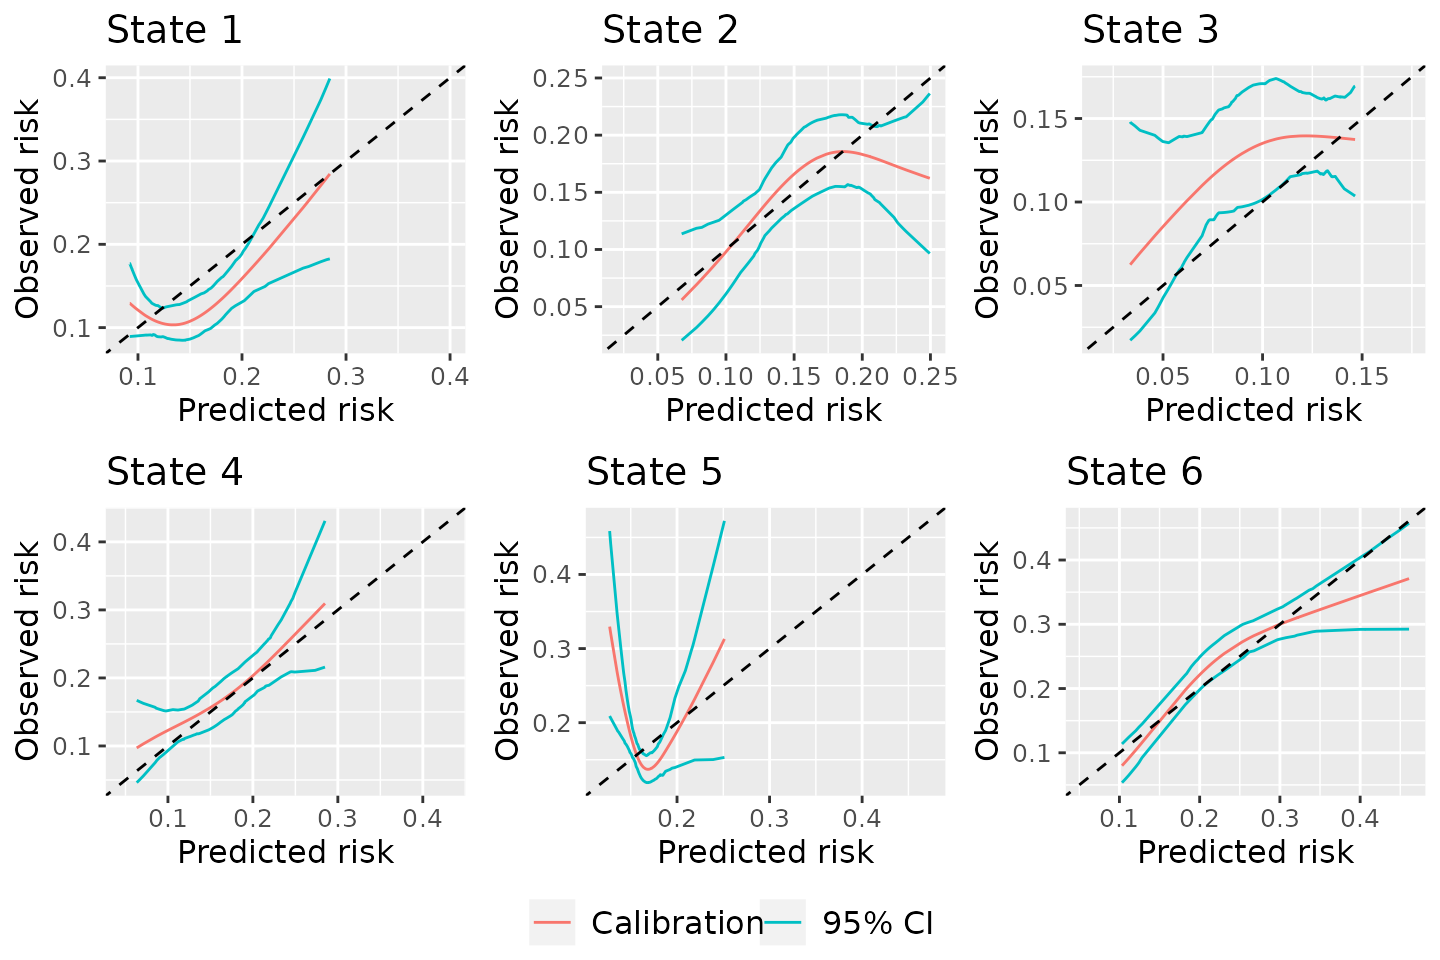 State 1
State 2
State 3
Observed risk
0.4
0.3
0.2
0.1
0.1 0.2 0.3 0.4
Predicted risk
Observed risk
0.25
0.20
0.15
0.10
0.05
0.05 0.10 0.15 0.20 0.25
Predicted risk
Observed risk
0.15
0.10
0.05
0.05 0.10 0.15
Predicted risk
State 4
State 5
State 6
Observed risk
0.4
0.3
0.2
0.1
0.1 0.2 0.3 0.4
Predicted risk
Observed risk
0.4
0.3
0.2
0.2 0.3 0.4
Predicted risk
Observed risk
0.4
0.3
0.2
0.1
0.1 0.2 0.3 0.4
Predicted risk
Calibration 95% CI